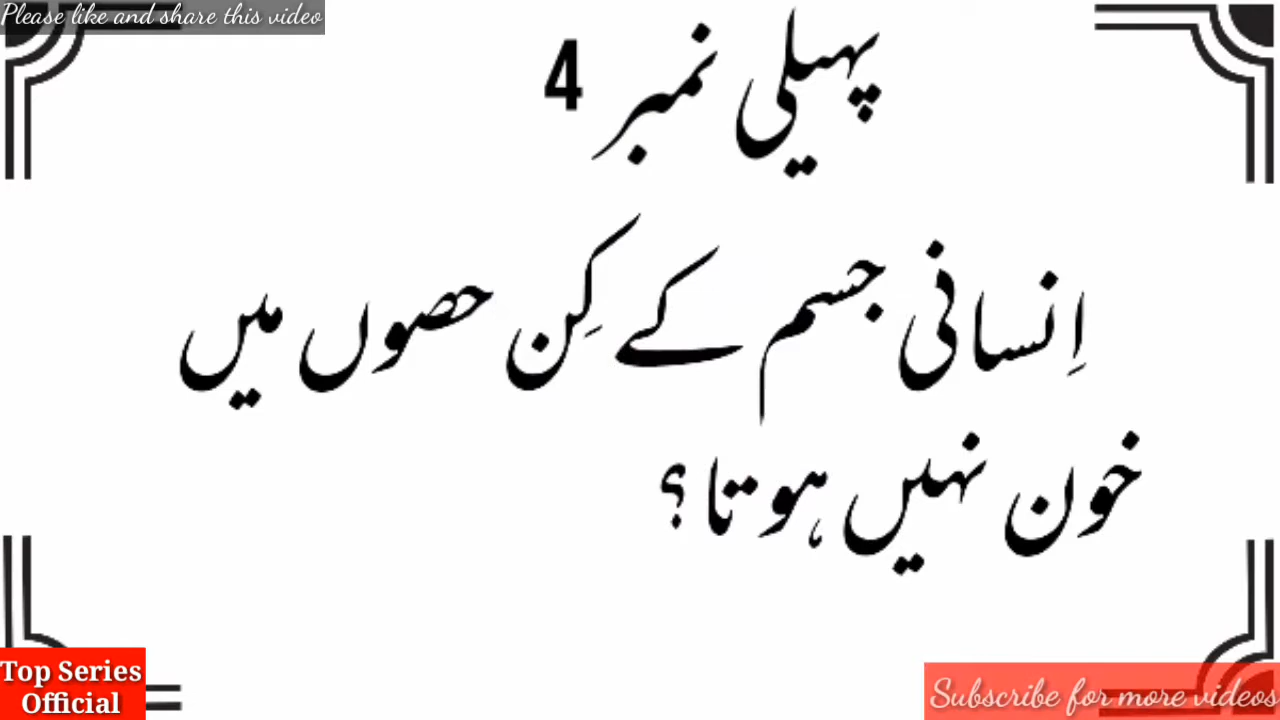 Please like and share this video
پہیلی نمبر 4
اِنسانی جسم کے کِن حصوں میں
خون نہیں ہوتا؟
Top Series
Official
Subscribe for more videos